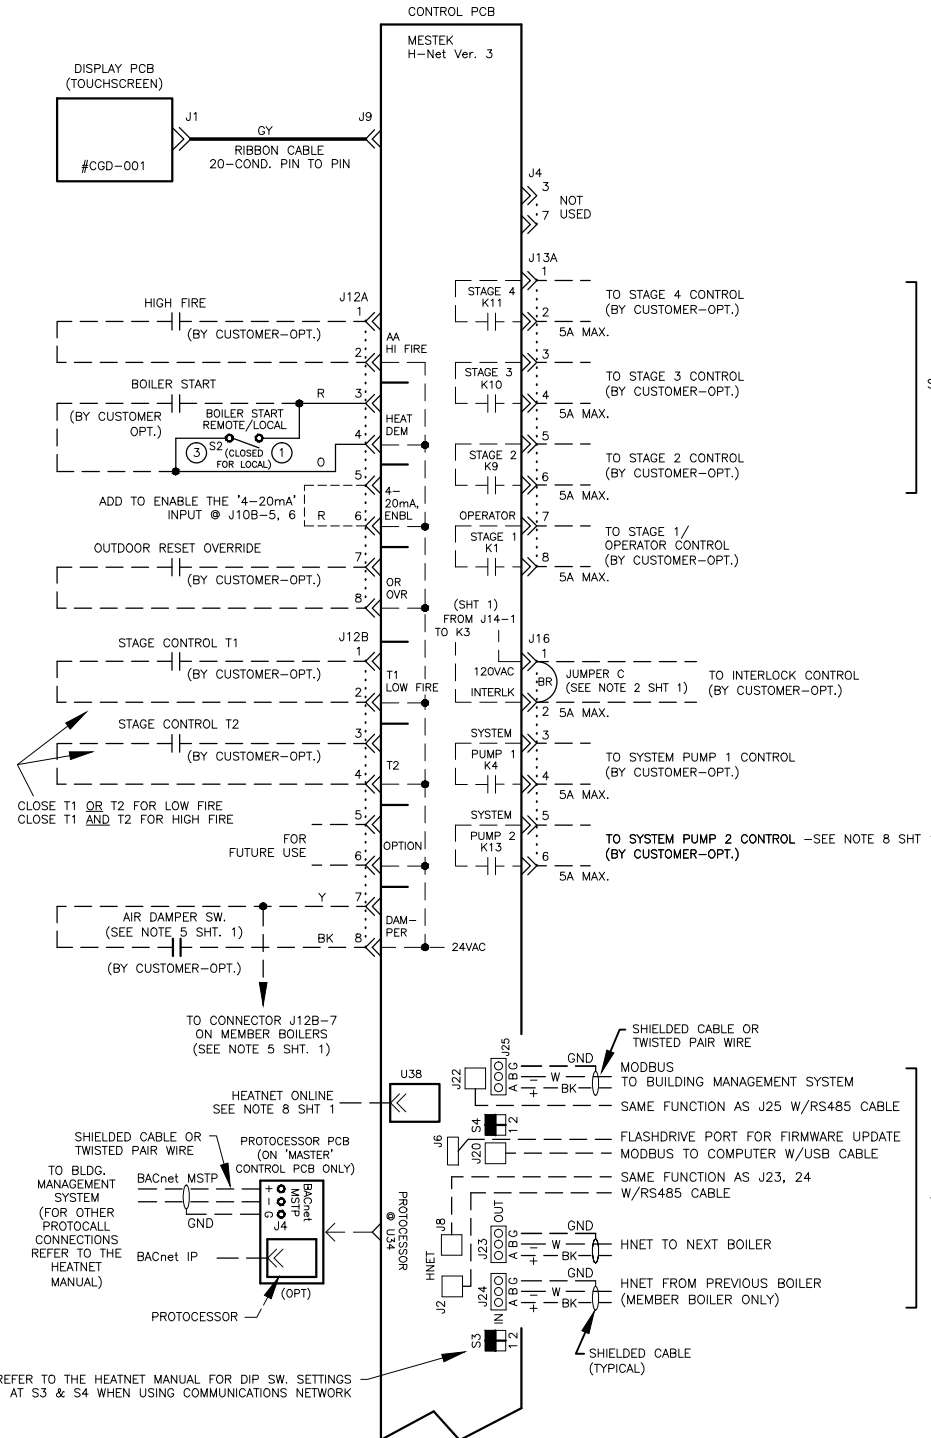 CONTROL PCB
MESTEK
H-Net Ver. 3
DISPLAY PCB
(TOUCHSCREEN)
#CGD-001
J1
GY
J9
RIBBON CABLE
20-COND. PIN TO PIN
J4
3
NOT
USED
7
J13A
1
STAGE 4
K11
TO STAGE 4 CONTROL
(BY CUSTOMER-OPT.)
2
5A MAX.
3
STAGE 3
K10
TO STAGE 3 CONTROL
(BY CUSTOMER-OPT.)
4
5A MAX.
5
STAGE 2
K9
TO STAGE 2 CONTROL
(BY CUSTOMER-OPT.)
6
5A MAX.
S
OPERATOR
7
STAGE 1
K1
TO STAGE 1/
OPERATOR CONTROL
(BY CUSTOMER-OPT.)
8
5A MAX.
(SHT 1)
FROM J14-1
TO K3
J16
1
120VAC
INTERLK
BR
JUMPER C
(SEE NOTE 2 SHT 1)
TO INTERLOCK CONTROL
(BY CUSTOMER-OPT.)
2
5A MAX.
SYSTEM
3
PUMP 1
K4
TO SYSTEM PUMP 1 CONTROL
(BY CUSTOMER-OPT.)
4
5A MAX.
SYSTEM
5
PUMP 2
K13
TO SYSTEM PUMP 2 CONTROL -SEE NOTE 8 SHT
(BY CUSTOMER-OPT.)
6
5A MAX.
J12A
HIGH FIRE
1
(BY CUSTOMER-OPT.)
2
AA
HI FIRE
BOILER START
R
3
(BY CUSTOMER
OPT.)
BOILER START
REMOTE/LOCAL
3
S2
(CLOSED
FOR LOCAL)
1
4
O
HEAT
DEM
5
ADD TO ENABLE THE '4-20mA'
INPUT @ J10B-5, 6
R
6
4-
20mA,
ENBL
OUTDOOR RESET OVERRIDE
7
(BY CUSTOMER-OPT.)
8
OR
OVR
J12B
STAGE CONTROL T1
1
(BY CUSTOMER-OPT.)
2
T1
LOW FIRE
STAGE CONTROL T2
3
(BY CUSTOMER-OPT.)
4
T2
CLOSE T1 OR T2 FOR LOW FIRE
CLOSE T1 AND T2 FOR HIGH FIRE
5
FOR
FUTURE USE
6
OPTION
Y
7
AIR DAMPER SW.
(SEE NOTE 5 SHT. 1)
BK
8
DAM-
PER
24VAC
(BY CUSTOMER-OPT.)
TO CONNECTOR J12B-7
ON MEMBER BOILERS
(SEE NOTE 5 SHT. 1)
U38
HEATNET ONLINE
SEE NOTE 8 SHT 1
SHIELDED CABLE OR
TWISTED PAIR WIRE
PROTOCESSOR PCB
(ON 'MASTER'
CONTROL PCB ONLY)
TO BLDG.
MANAGEMENT
SYSTEM
(FOR OTHER
PROTOCALL
CONNECTIONS
REFER TO THE
HEATNET
MANUAL)
BACnet MSTP
GND
+
-
G
BACnet
MSTP
J4
BACnet IP
(OPT)
PROTOCESSOR
PROTOCESSOR
@ U34
SHIELDED CABLE OR
TWISTED PAIR WIRE
J25
J22
A B G
GND
W
-
BK
+
MODBUS
TO BUILDING MANAGEMENT SYSTEM
SAME FUNCTION AS J25 W/RS485 CABLE
S4
1 2
J6
FLASHDRIVE PORT FOR FIRMWARE UPDATE
J20
MODBUS TO COMPUTER W/USB CABLE
SAME FUNCTION AS J23, 24
W/RS485 CABLE
J8
HNET
J2
OUT
J23
A B G
GND
W
-
BK
+
HNET TO NEXT BOILER
J24
IN
A B G
GND
W
-
BK
+
HNET FROM PREVIOUS BOILER
(MEMBER BOILER ONLY)
S3
1 2
SHIELDED CABLE
(TYPICAL)
REFER TO THE HEATNET MANUAL FOR DIP SW. SETTINGS
AT S3 & S4 WHEN USING COMMUNICATIONS NETWORK